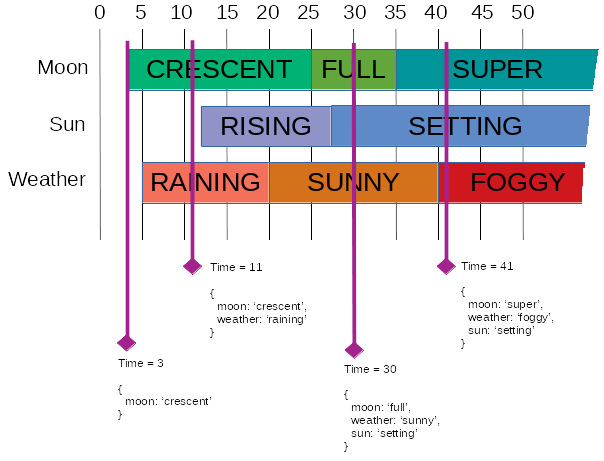 0 5 10 15 20 25 30 35 40 45 50
Moon CRESCENT FULL SUPER
Sun RISING SETTING
Weather RAINING SUNNY FOGGY
Time = 11
{
moon: ‘crescent’,
weather: ‘raining’
}
Time = 41
{
moon: ‘super’,
weather: ‘foggy’,
sun: ‘setting’
}
Time = 3
{
moon: ‘crescent’
}
Time = 30
{
moon: ‘full’,
weather: ‘sunny’,
sun: ‘setting’
}